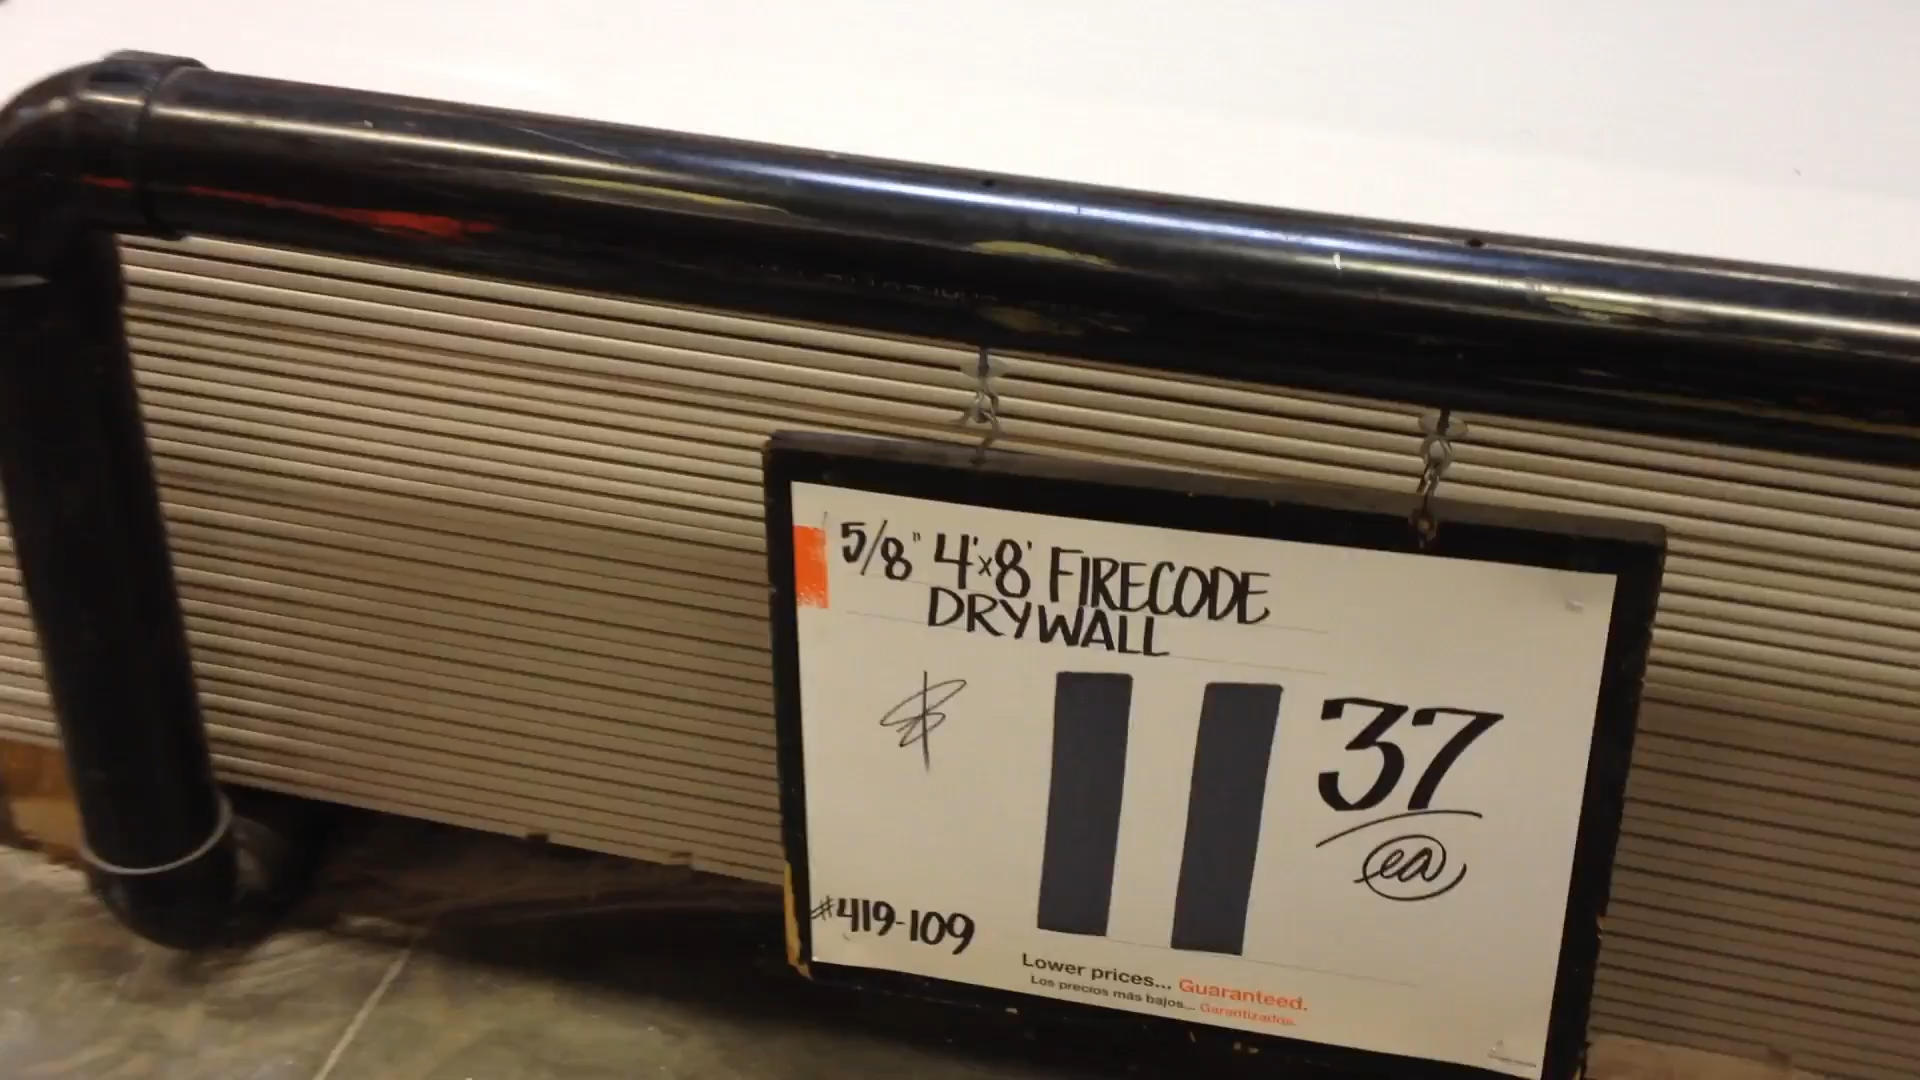 5/8" 4'x8' FIRECODE
DRYWALL
$ 11 37
ea
#419-109
Lower prices... Guaranteed.
Los precios más bajos... Garantizados.